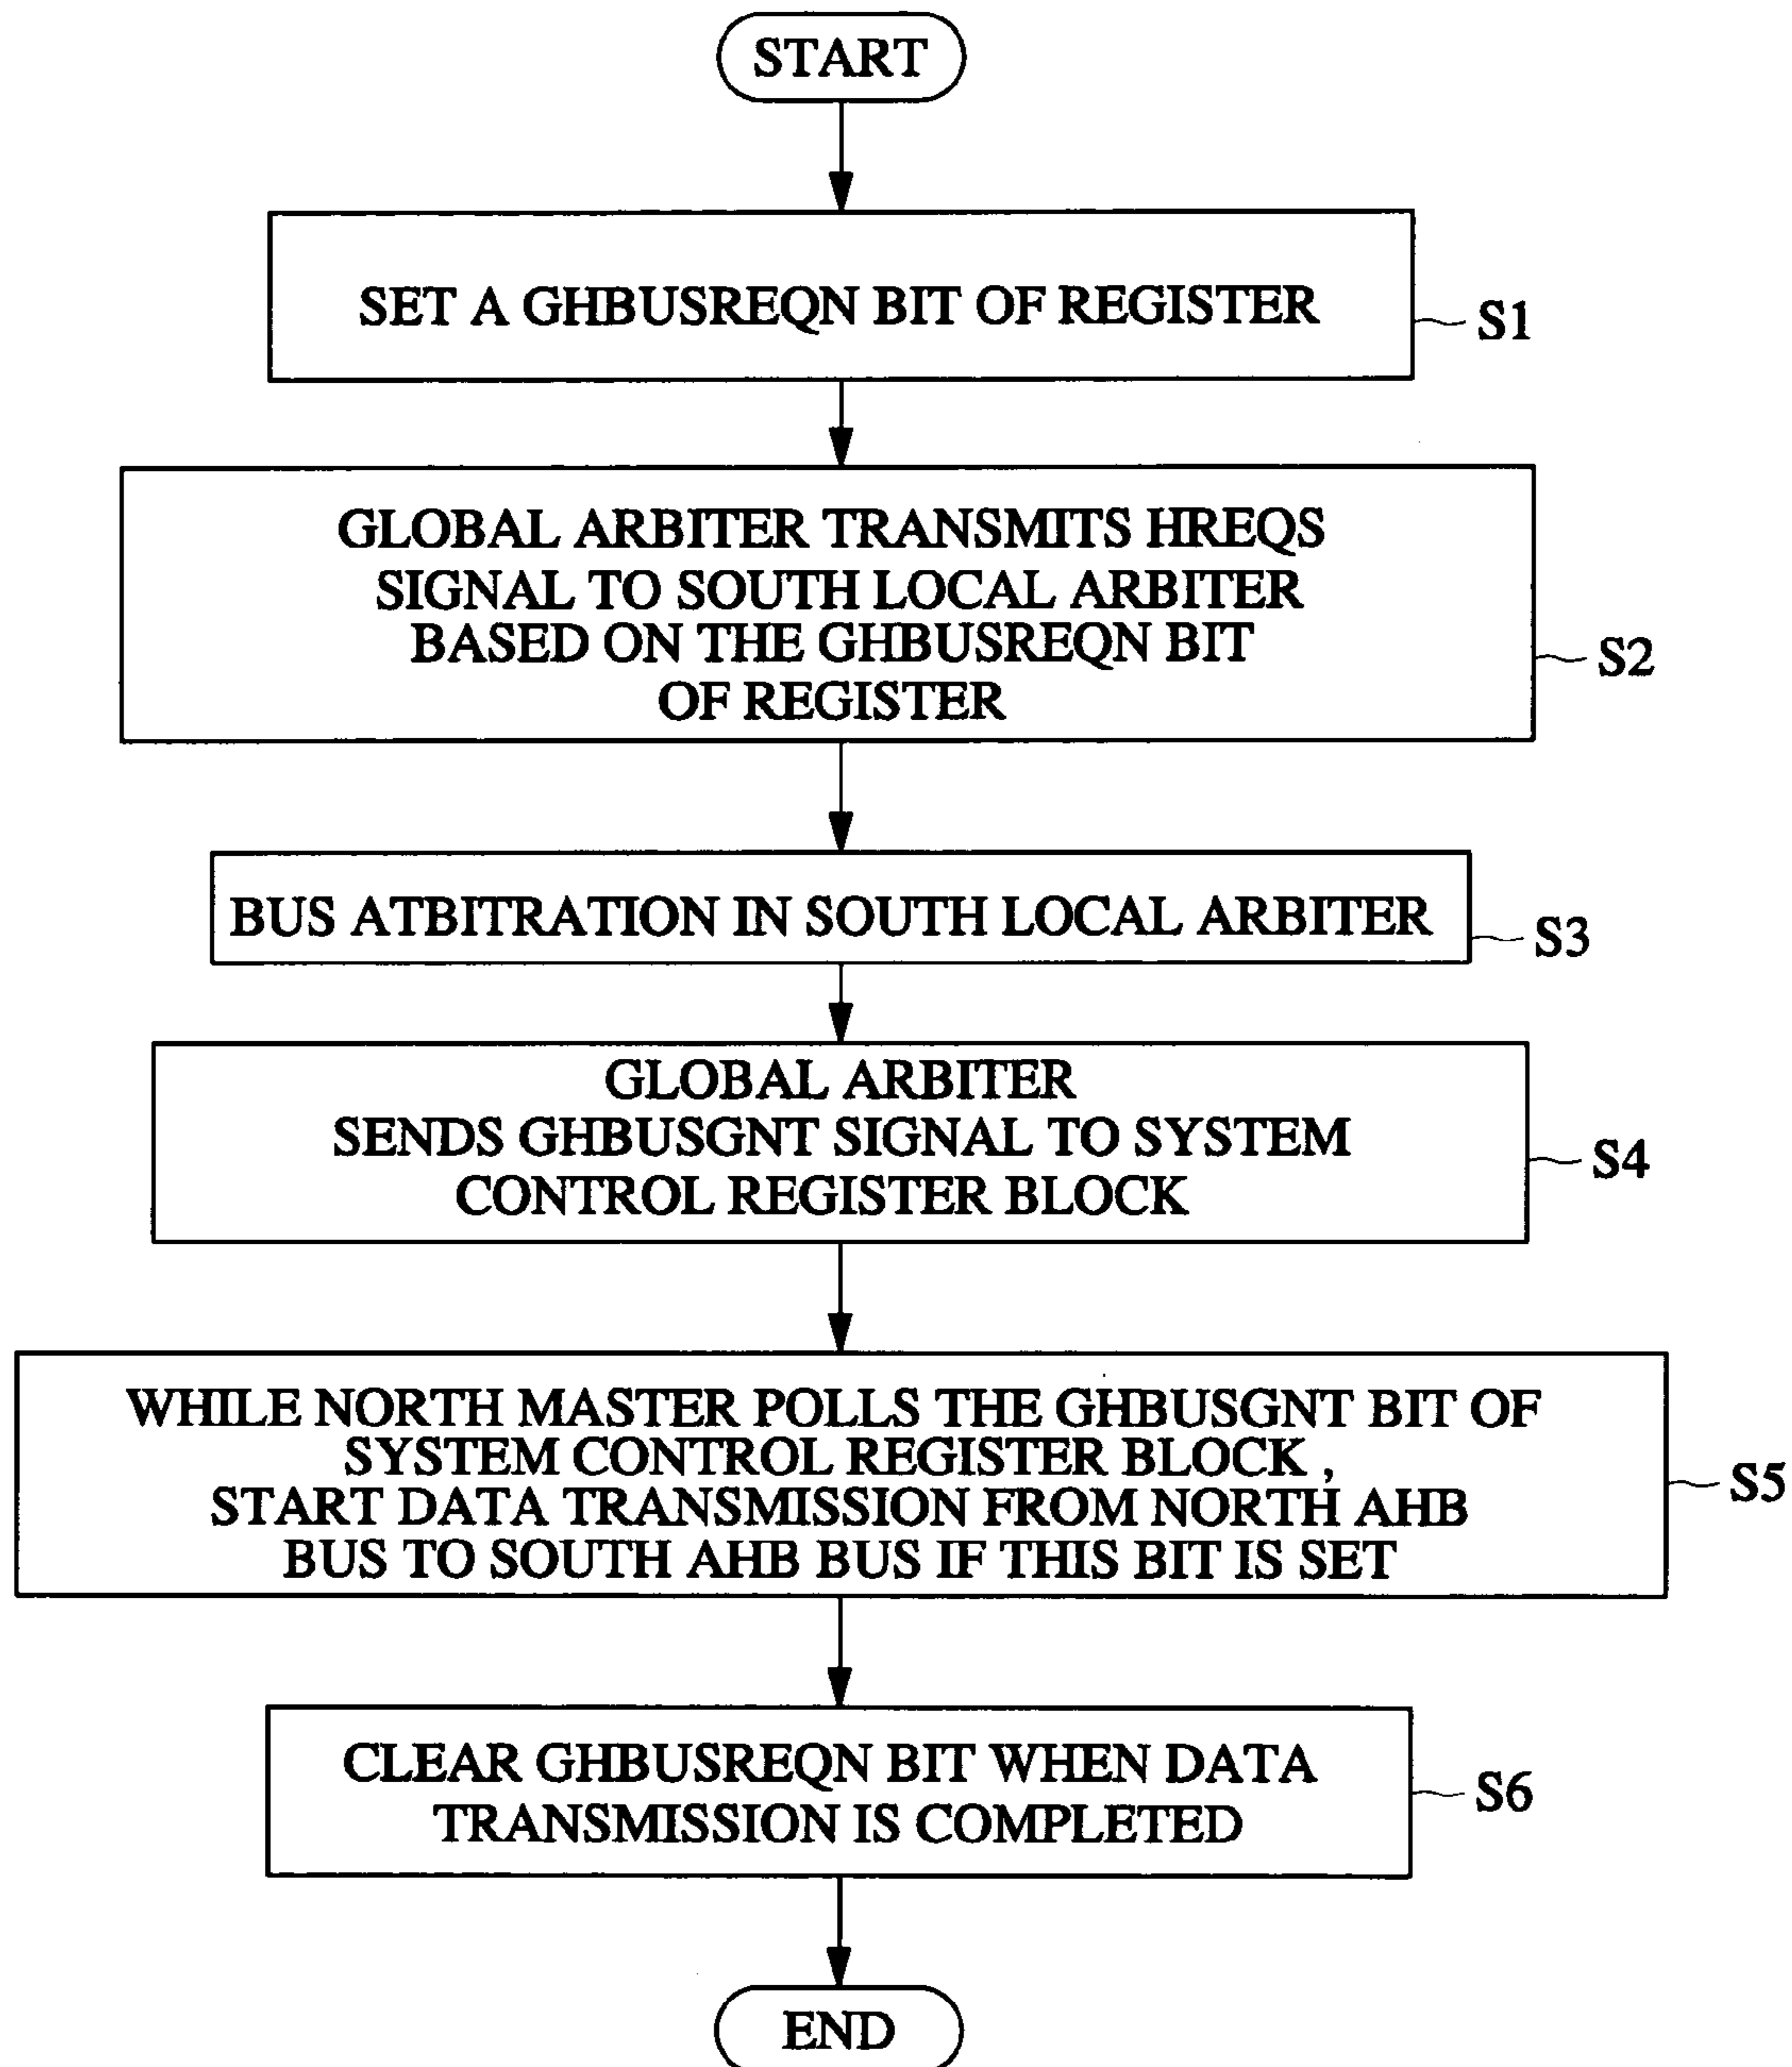 START
SET A GHBUSREQN BIT OF REGISTER
S1
GLOBAL ARBITER TRANSMITS HREQS
SIGNAL TO SOUTH LOCAL ARBITER
BASED ON THE GHBUSREQN BIT
OF REGISTER
S2
BUS ATBITRATION IN SOUTH LOCAL ARBITER
S3
GLOBAL ARBITER
SENDS GHBUSGNT SIGNAL TO SYSTEM
CONTROL REGISTER BLOCK
S4
WHILE NORTH MASTER POLLS THE GHBUSGNT BIT OF
SYSTEM CONTROL REGISTER BLOCK ,
START DATA TRANSMISSION FROM NORTH AHB
BUS TO SOUTH AHB BUS IF THIS BIT IS SET
S5
CLEAR GHBUSREQN BIT WHEN DATA
TRANSMISSION IS COMPLETED
S6
END